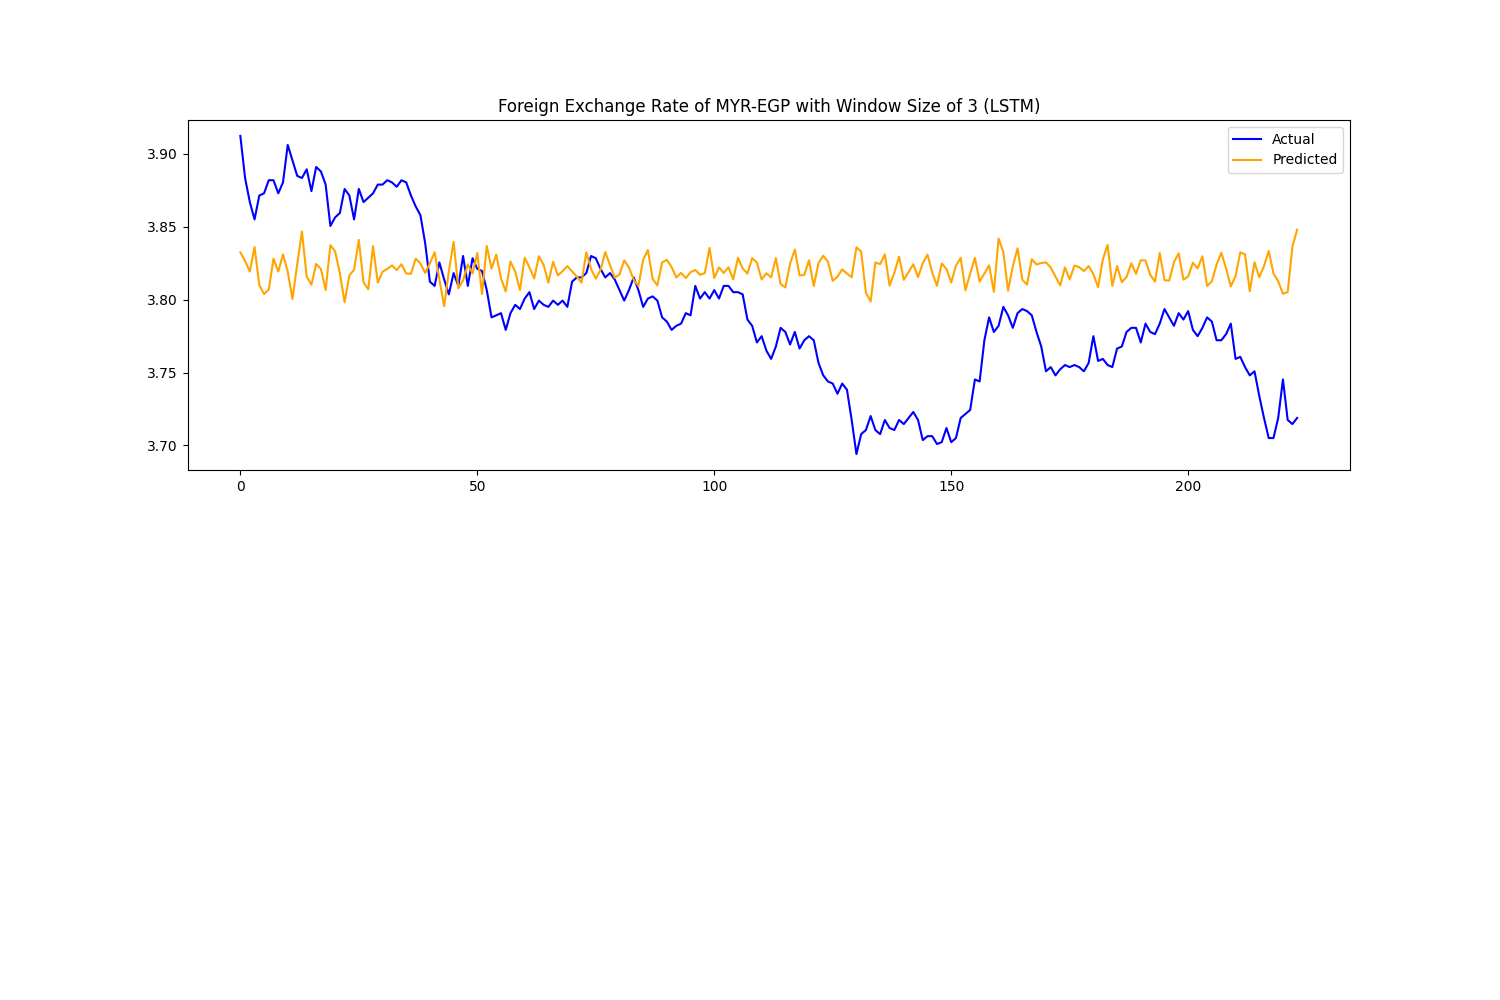 Foreign Exchange Rate of MYR-EGP with Window Size of 3 (LSTM)
Actual
Predicted
3.90
3.85
3.80
3.75
3.70
0 50 100 150 200